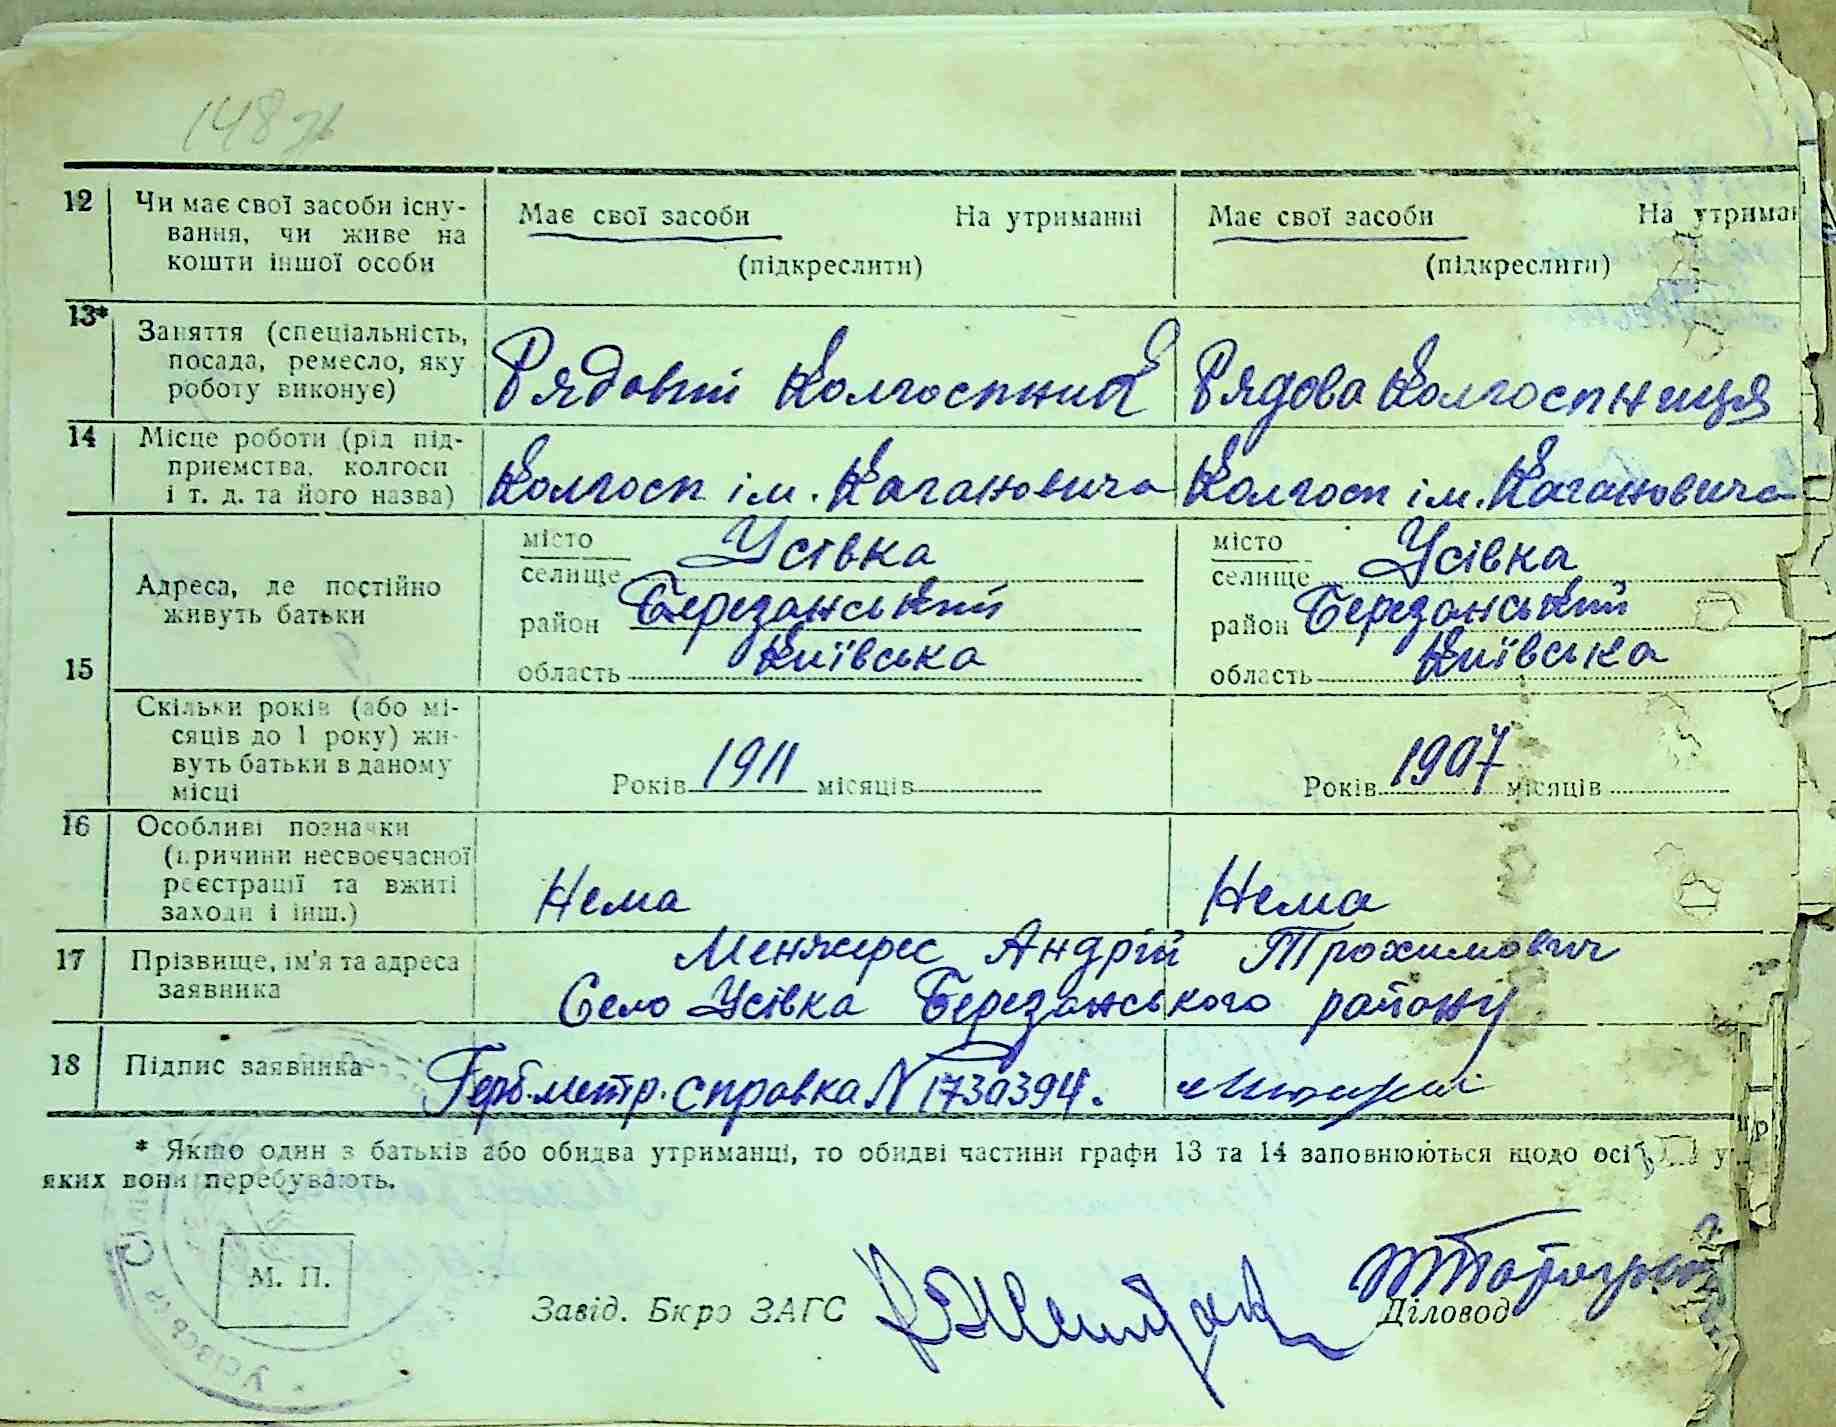 148 зв
12 Чи має свої засоби існу- Має свої засоби На утриманні Має свої засоби На утриман
вання, чи живе на
кошти іншої особи (підкреслити) (підкреслити)
13* Заняття (спеціальність,
посада, ремесло, яку Рядовий колгоспник Рядова колгоспниця
роботу виконує)
14 Місце роботи (рід під-
приємства, колгосп Колгосп ім. Кагановича Колгосп ім. Кагановича
і т. д. та його назва)
місто Усівка місто Усівка
селище селище
Адреса, де постійно
живуть батьки район Березанський район Березанський
15 область Київська область Київська
Скільки років (або мі-
сяців до 1 року) жи-
вуть батьки в даному Років 1911 місяців Років 1907 місяців
місці
16 Особливі позначки
(причини несвоєчасної
реєстрації та вжиті Нема Нема
заходи і інш.)
17 Прізвище, ім'я та адреса Менжерес Андрій Трохимович
заявника Село Усівка Березанського району
18 Підпис заявника Герб. метр. справка N 1730394.
* Якщо один з батьків або обидва утриманці, то обидві частини графи 13 та 14 заповнюються щодо осі у
яких вони перебувають.
М. П.
Завід. Бюро ЗАГС Діловод